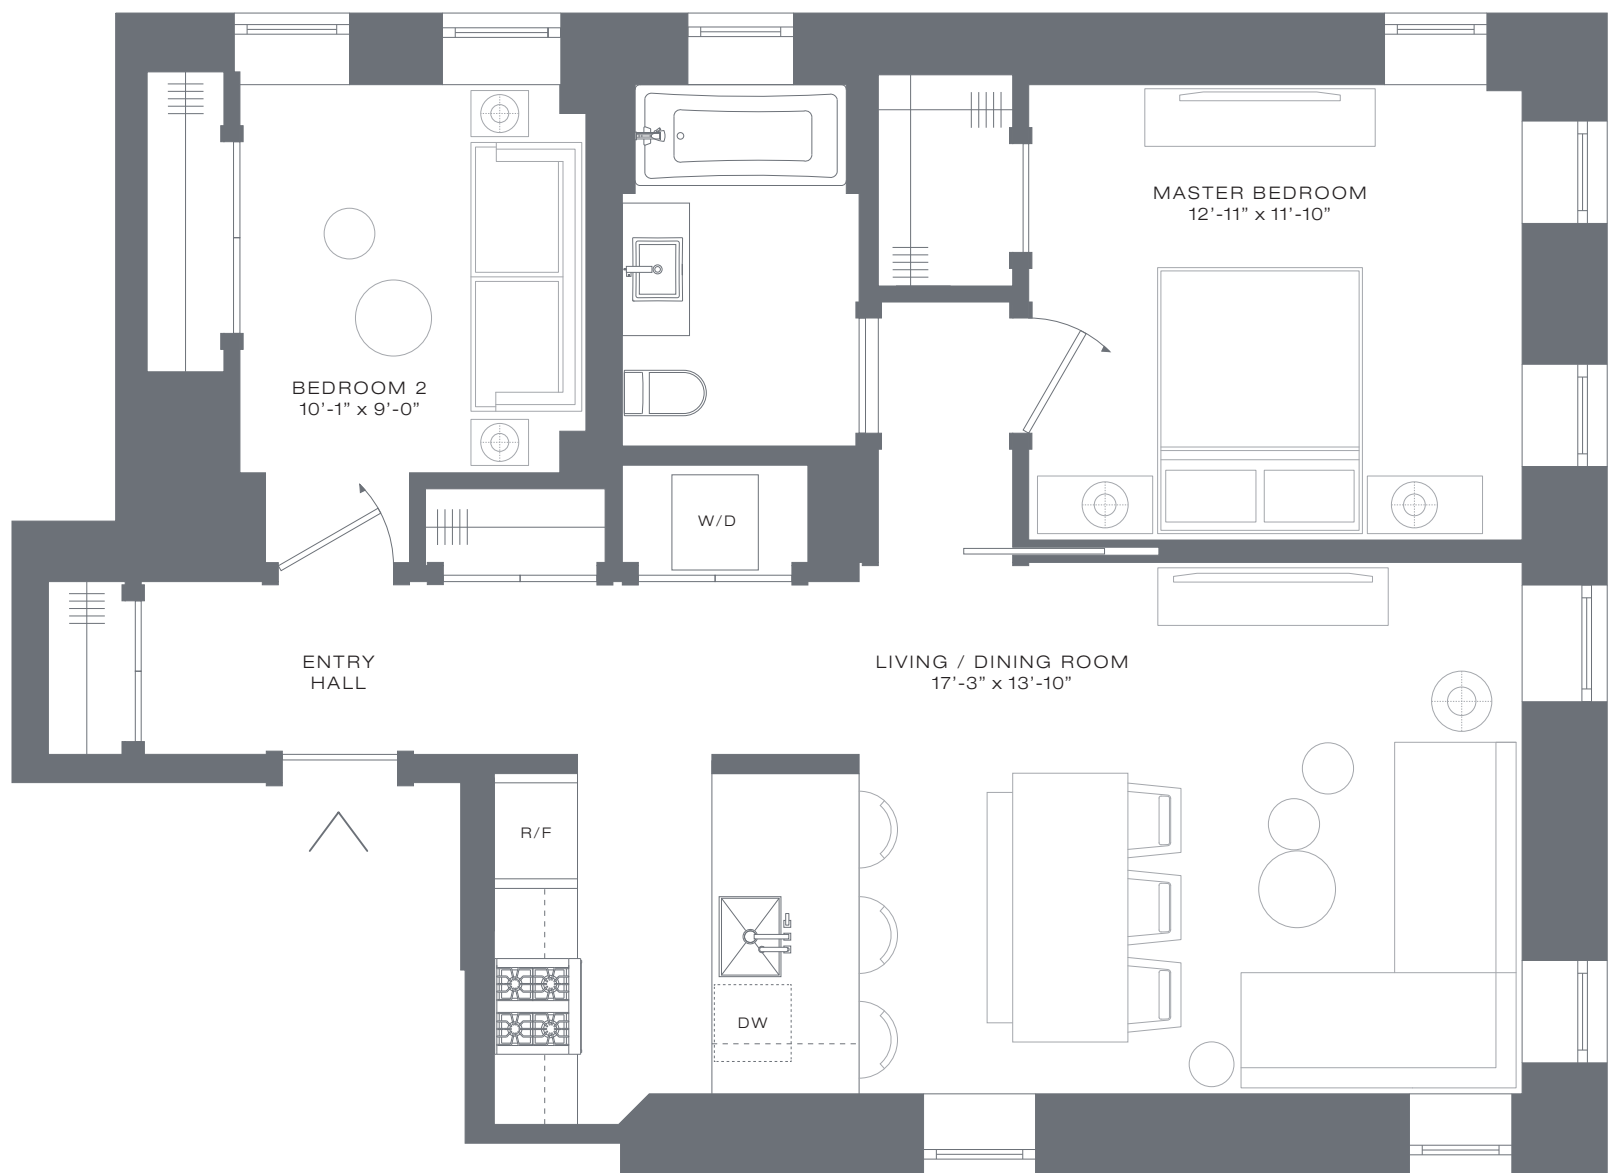 MASTER BEDROOM
12’-11” x 11’-10”
BEDROOM 2
10’-1” x 9’-0”
W/D
ENTRY
HALL
LIVING / DINING ROOM
17’-3” x 13’-10”
R/F
DW